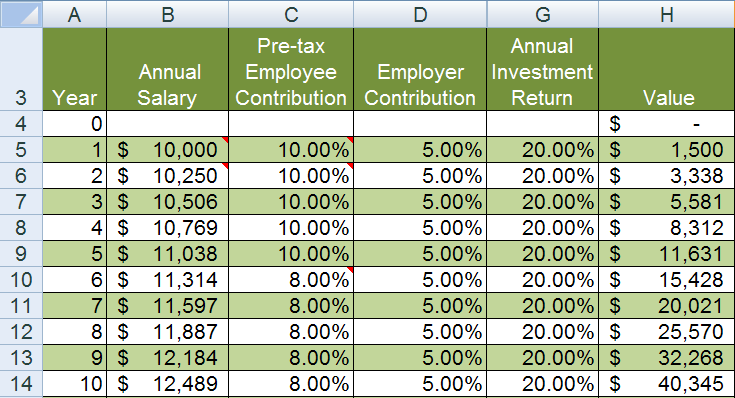 A B C D G H
3 Year Annual Salary Pre-tax Employee Contribution Employer Contribution Annual Investment Return Value
4 0 $ -
5 1 $ 10,000 10.00% 5.00% 20.00% $ 1,500
6 2 $ 10,250 10.00% 5.00% 20.00% $ 3,338
7 3 $ 10,506 10.00% 5.00% 20.00% $ 5,581
8 4 $ 10,769 10.00% 5.00% 20.00% $ 8,312
9 5 $ 11,038 10.00% 5.00% 20.00% $ 11,631
10 6 $ 11,314 8.00% 5.00% 20.00% $ 15,428
11 7 $ 11,597 8.00% 5.00% 20.00% $ 20,021
12 8 $ 11,887 8.00% 5.00% 20.00% $ 25,570
13 9 $ 12,184 8.00% 5.00% 20.00% $ 32,268
14 10 $ 12,489 8.00% 5.00% 20.00% $ 40,345